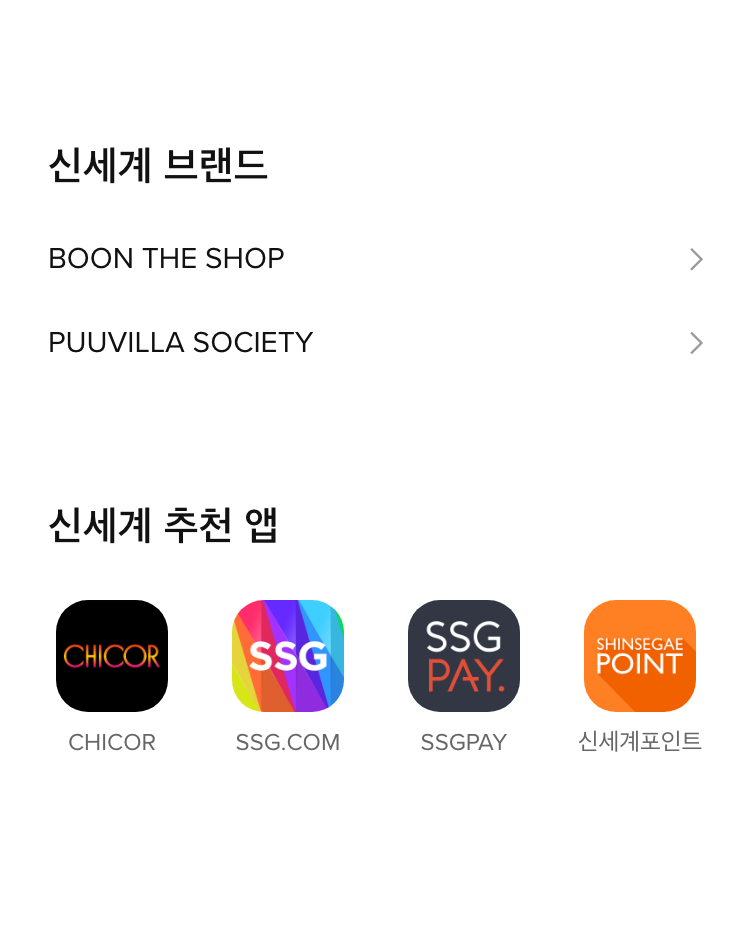 신세계 브랜드
BOON THE SHOP
PUUVILLA SOCIETY
신세계 추천 앱
CHICOR
SSG
SSG
PAY.
SHINSEGAE
POINT
CHICOR
SSG.COM
SSGPAY
신세계포인트